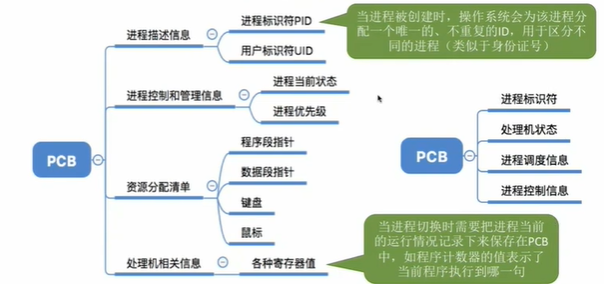 PCB
进程描述信息
进程标识符PID
用户标识符UID
当进程被创建时，操作系统会为该进程分
配一个唯一的、不重复的ID，用于区分不
同的进程（类似于身份证号）
进程控制和管理信息
进程当前状态
进程优先级
资源分配清单
程序段指针
数据段指针
键盘
鼠标
处理机相关信息
各种寄存器值
当进程切换时需要把进程当前
的运行情况记录下来保存在PCB
中，如程序计数器的值表示了
当前程序执行到哪一句
PCB
进程标识符
处理机状态
进程调度信息
进程控制信息